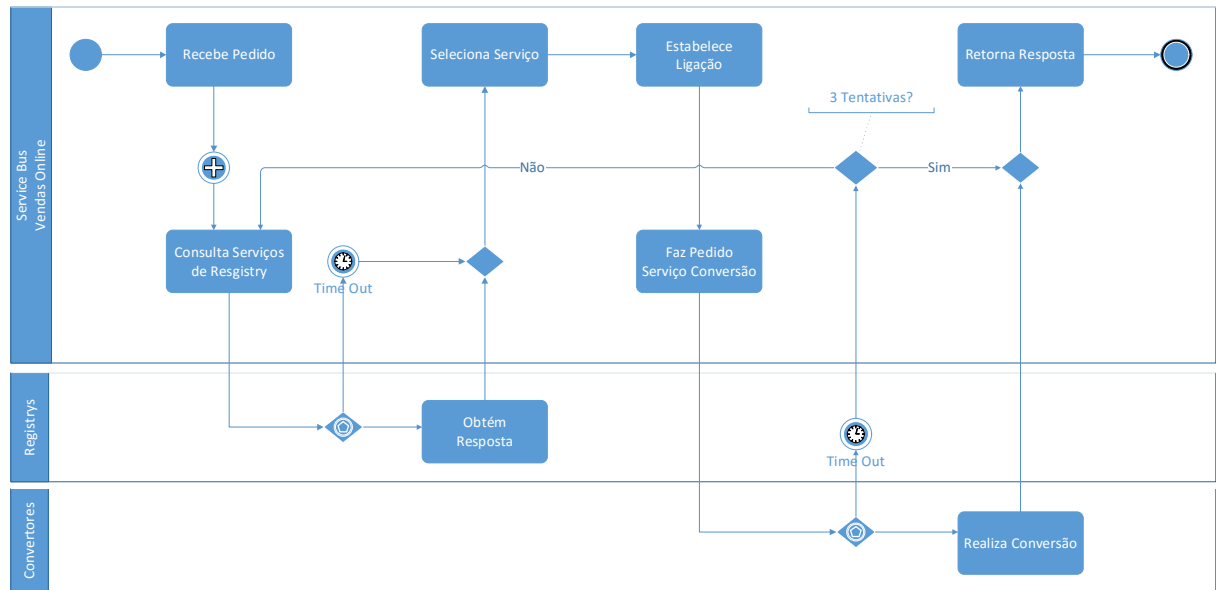 Service Bus
Vendas Online
Recebe Pedido
Seleciona Serviço
Estabelece
Ligação
Retorna Resposta
3 Tentativas?
Não
Sim
Consulta Serviços
de Resgistry
Time Out
Faz Pedido
Serviço Conversão
Registrys
Obtém
Resposta
Time Out
Convertores
Realiza Conversão